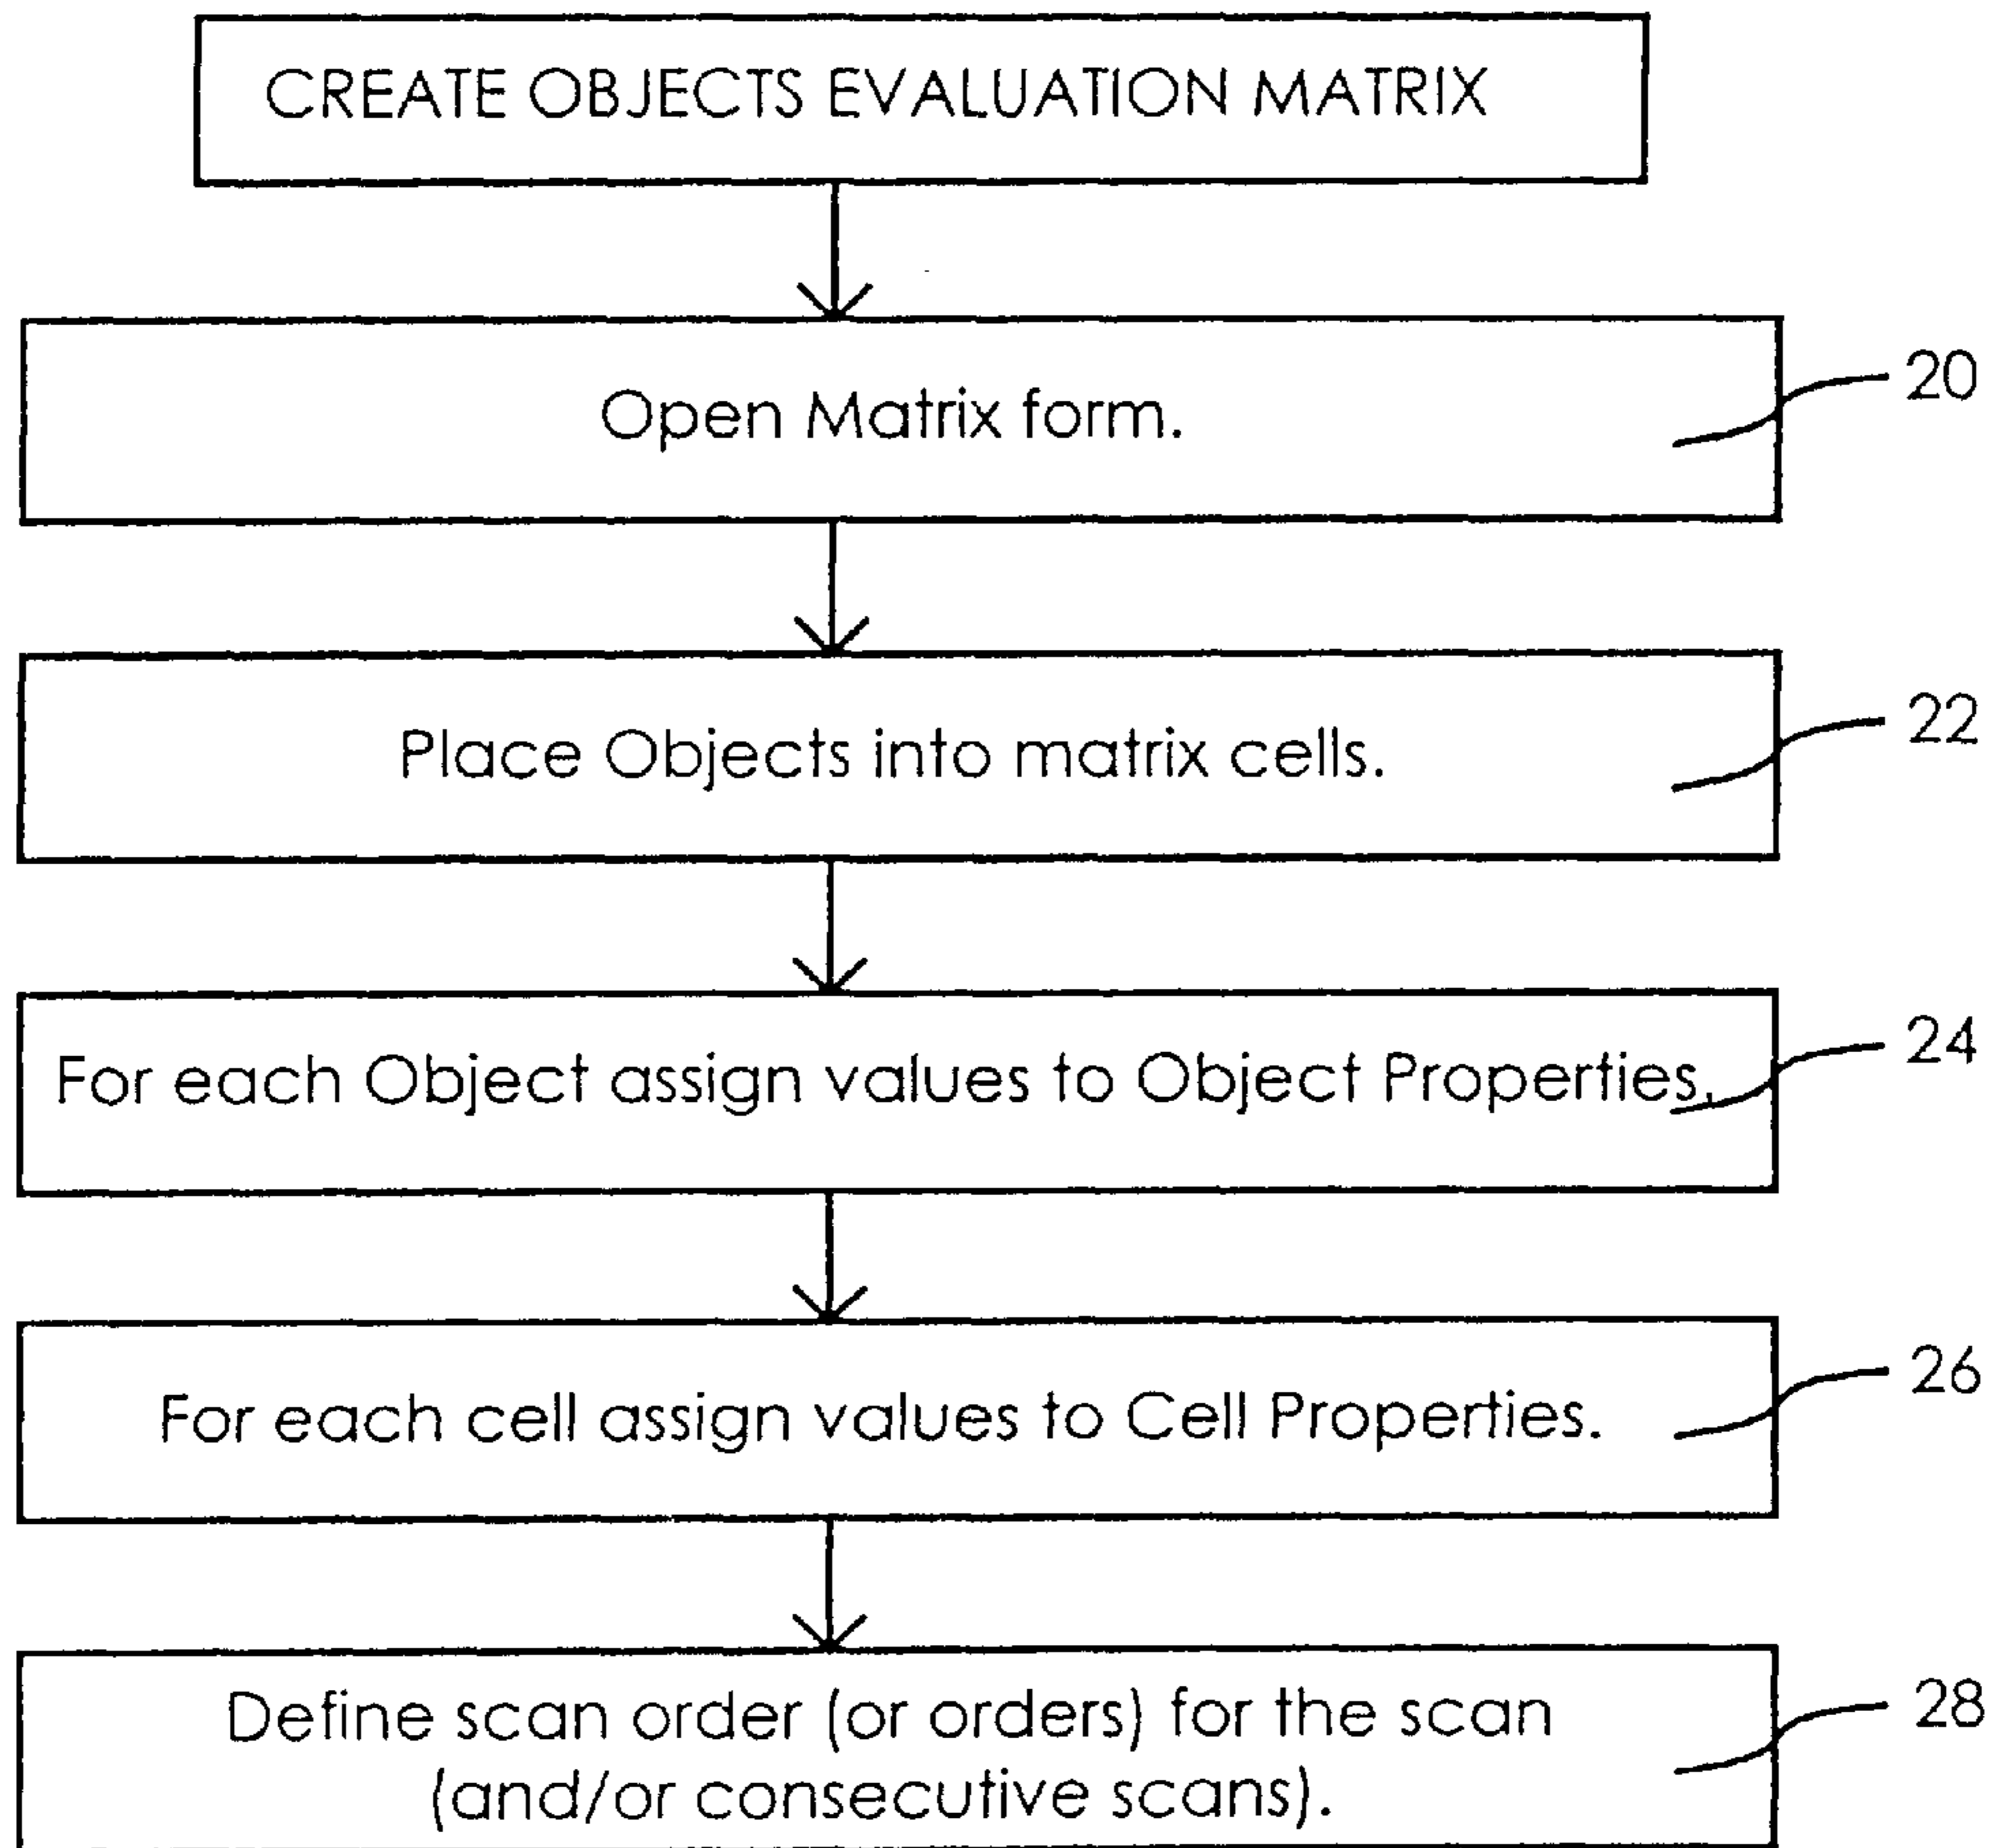 CREATE OBJECTS EVALUATION MATRIX
Open Matrix form.
20
Place Objects into matrix cells.
22
For each Object assign values to Object Properties.
24
For each cell assign values to Cell Properties.
26
Define scan order (or orders) for the scan
(and/or consecutive scans).
28